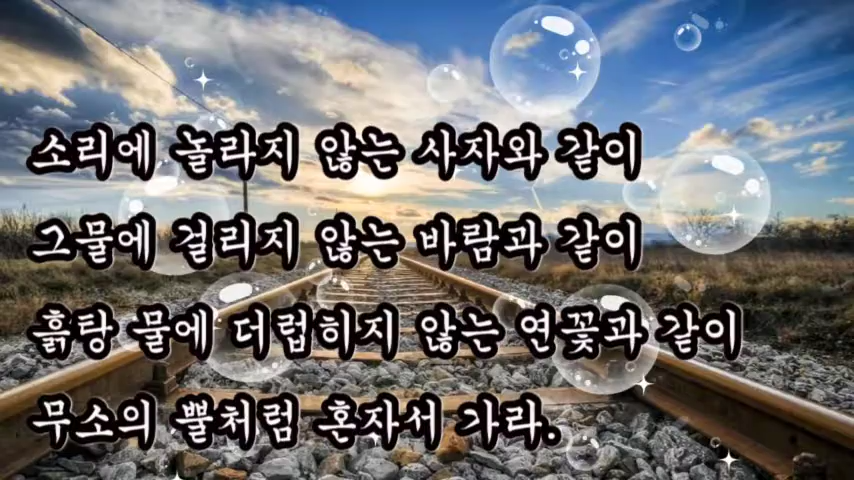 소리에 놀라지 않는 사자와 같이
그물에 걸리지 않는 바람과 같이
흙탕 물에 더럽히지 않는 연꽃과 같이
무소의 뿔처럼 혼자서 가라.